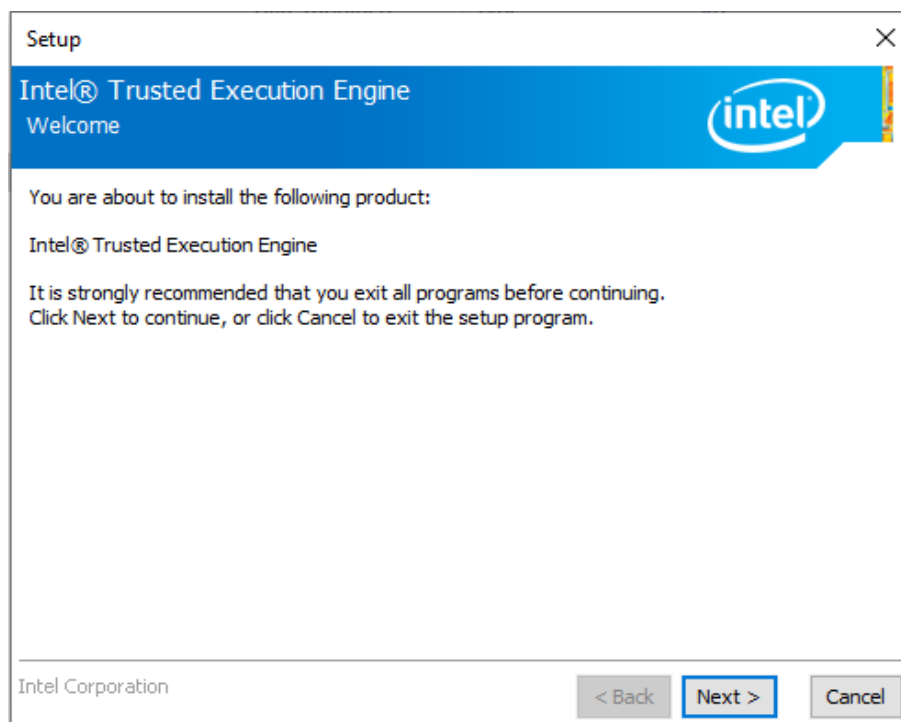 Setup
Intel® Trusted Execution Engine
Welcome
intel
You are about to install the following product:
Intel® Trusted Execution Engine
It is strongly recommended that you exit all programs before continuing.
Click Next to continue, or click Cancel to exit the setup program.
Intel Corporation
< Back
Next >
Cancel